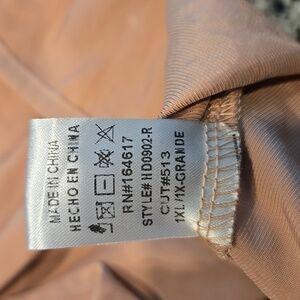 MADE IN CHINA
HECHO EN CHINA
RN#164617
STYLE# HD0902-R
CUT#513
1XL/1X-GRANDE